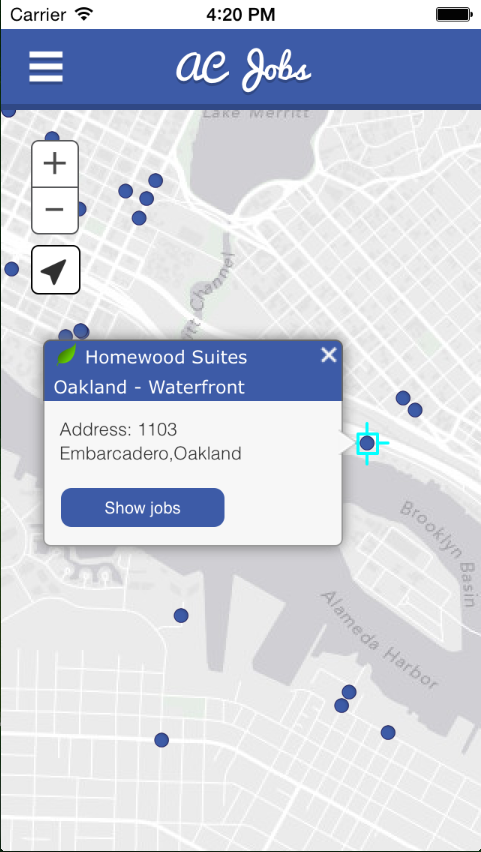 Carrier
4:20 PM
AC Jobs
Lake Merritt
+
−
itt Channel
Homewood Suites
Oakland - Waterfront
Address: 1103
Embarcadero,Oakland
Show jobs
Brooklyn
Basin
Alameda Harbor